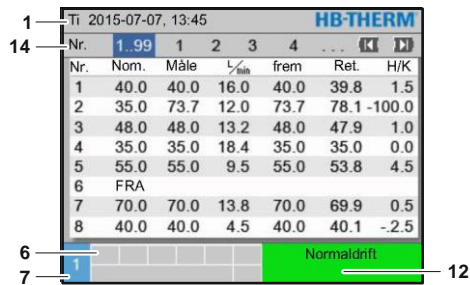 1 Ti 2015-07-07, 13:45 HB-THERM
14 Nr. 1..99 1 2 3 4 ...
Nr. Nom. Måle L/min frem Ret. H/K
1 40.0 40.0 16.0 40.0 39.8 1.5
2 35.0 73.7 12.0 73.7 78.1 -100.0
3 48.0 48.0 13.2 48.0 47.9 1.0
4 35.0 35.0 18.4 35.0 35.0 0.0
5 55.0 55.0 9.5 55.0 53.8 4.5
6 FRA
7 70.0 70.0 13.8 70.0 69.9 0.5
8 40.0 40.0 4.5 40.0 40.1 -.2.5
6 Normaldrift
7 1 12